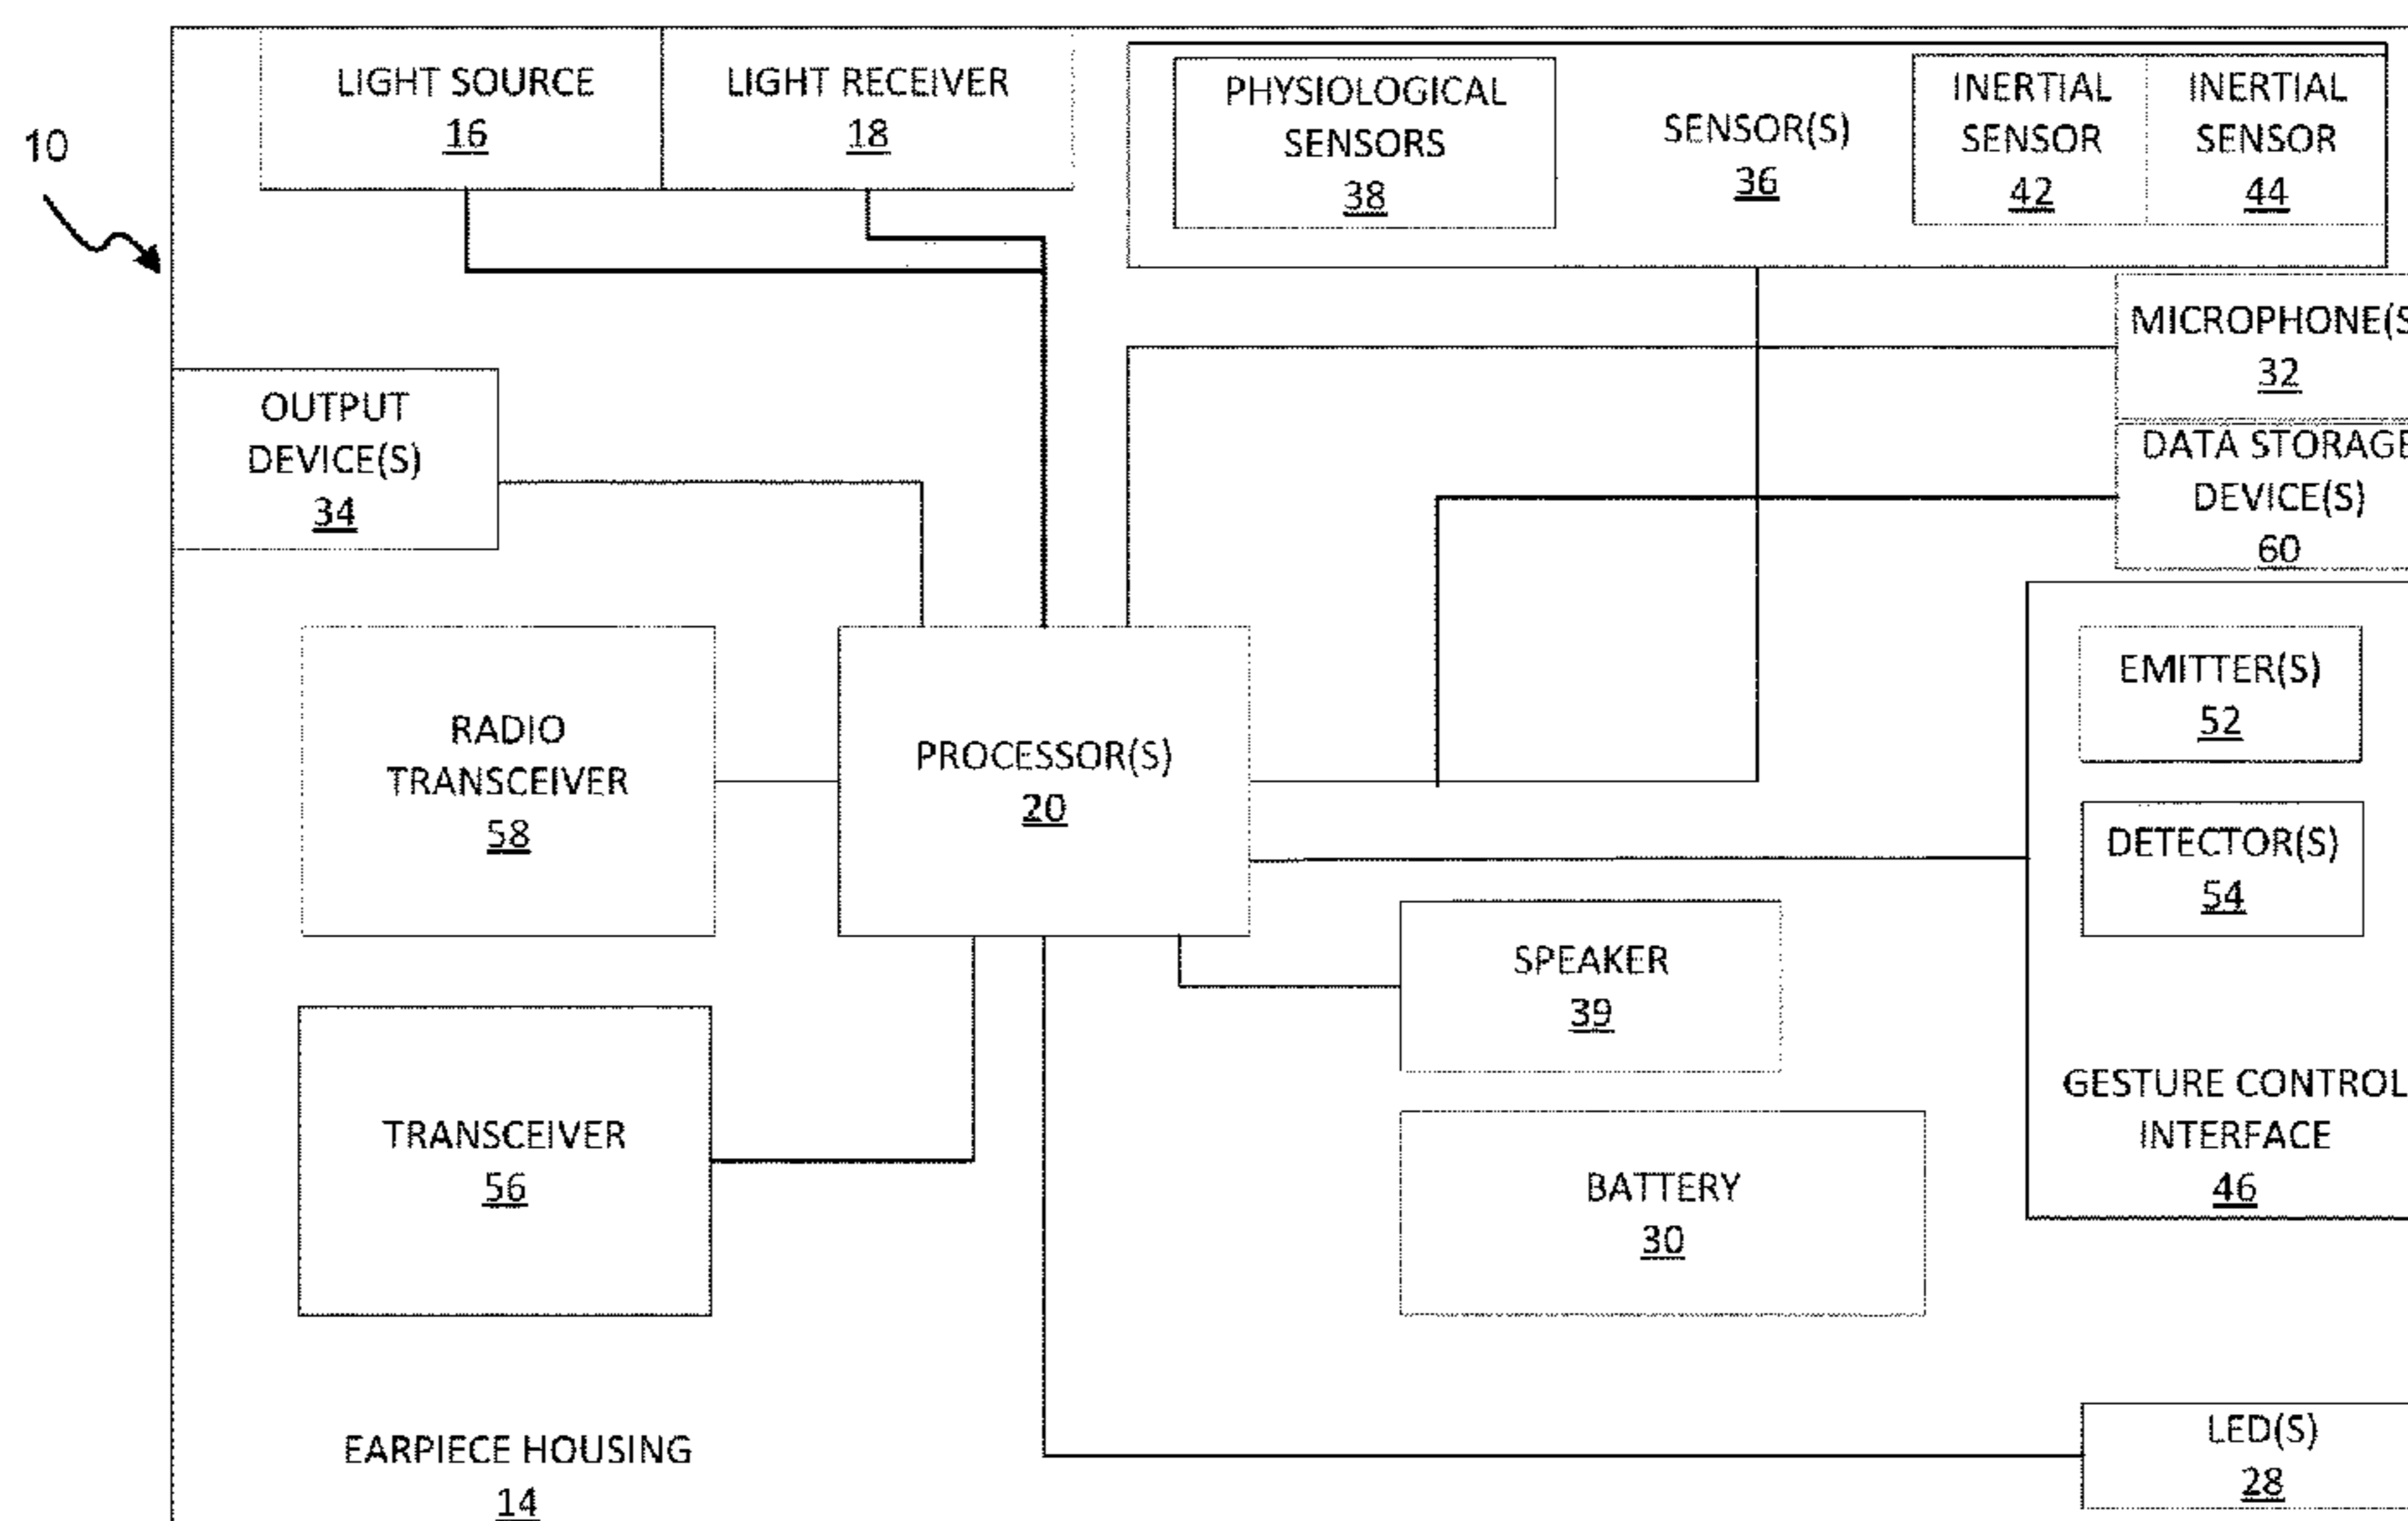 10
LIGHT SOURCE
16
LIGHT RECEIVER
18
PHYSIOLOGICAL
SENSORS
38
SENSOR(S)
36
INERTIAL
SENSOR
42
INERTIAL
SENSOR
44
MICROPHONE(S
32
DATA STORAGE
DEVICE(S)
60
OUTPUT
DEVICE(S)
34
RADIO
TRANSCEIVER
58
PROCESSOR(S)
20
EMITTER(S)
52
DETECTOR(S)
54
GESTURE CONTROL
INTERFACE
46
SPEAKER
39
TRANSCEIVER
56
BATTERY
30
EARPIECE HOUSING
14
LED(S)
28